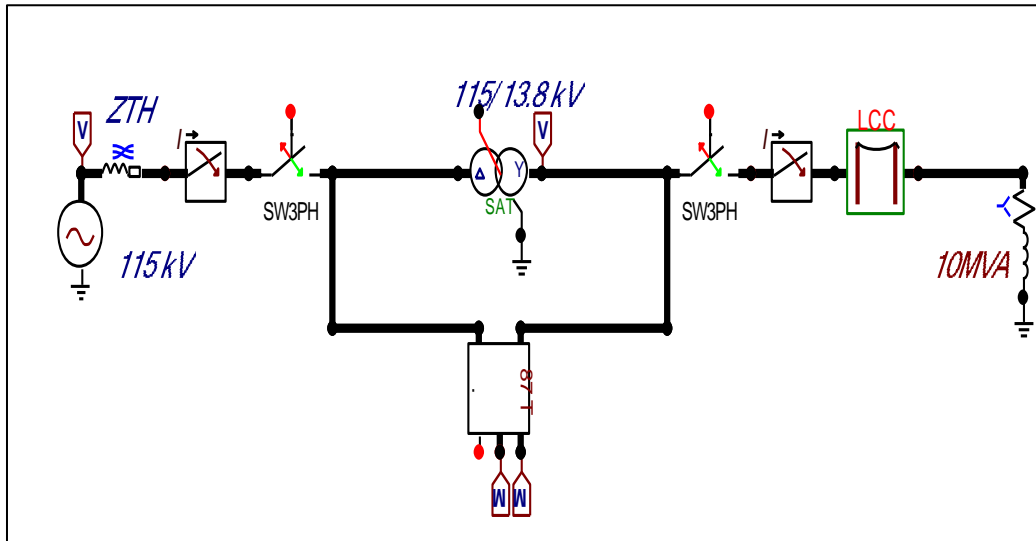 ZTH
115/13.8 kV
V
I
V
I
LCC
Δ
Y
SAT
SW3PH
SW3PH
115 kV
10MVA
Y
87T
M
M